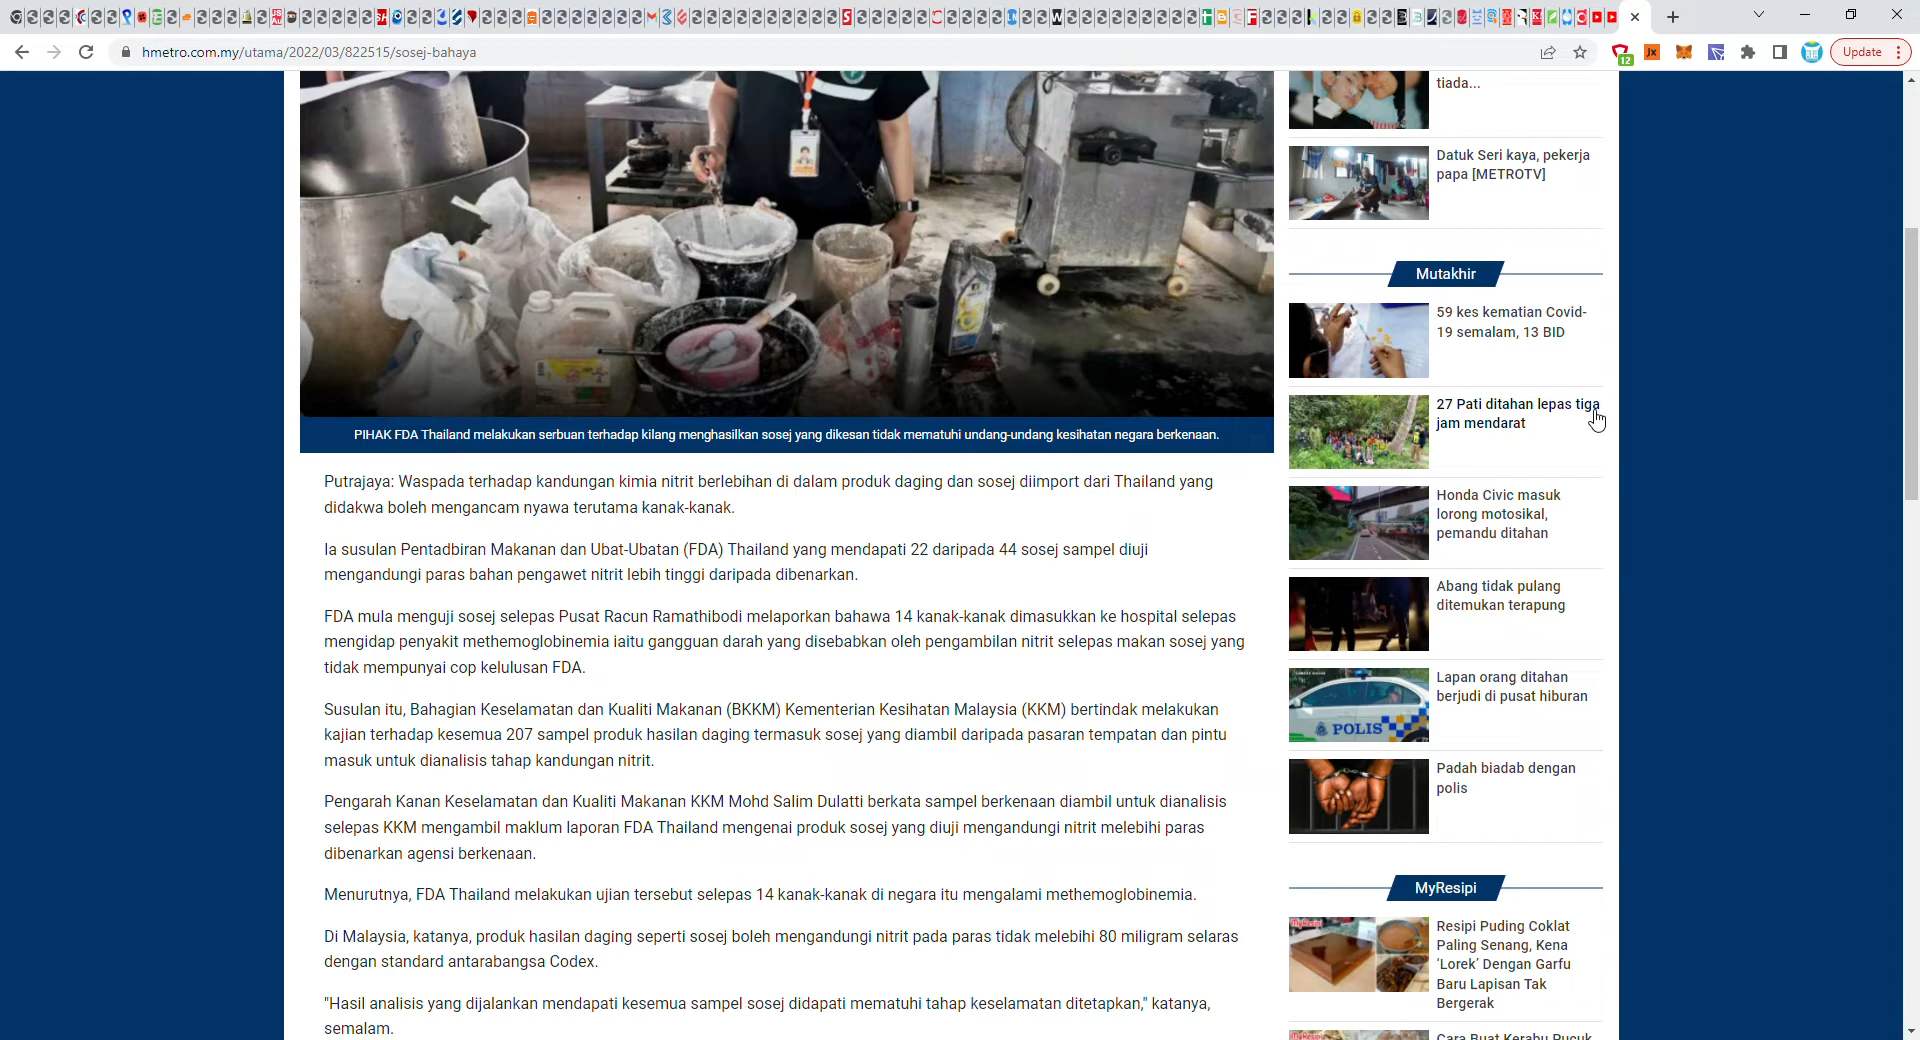 hmetro.com.my/utama/2022/03/822515/sosej-bahaya
12
Update
PIHAK FDA Thailand melakukan serbuan terhadap kilang menghasilkan sosej yang dikesan tidak mematuhi undang-undang kesihatan negara berkenaan.
Putrajaya: Waspada terhadap kandungan kimia nitrit berlebihan di dalam produk daging dan sosej diimport dari Thailand yang
didakwa boleh mengancam nyawa terutama kanak-kanak.
Ia susulan Pentadbiran Makanan dan Ubat-Ubatan (FDA) Thailand yang mendapati 22 daripada 44 sosej sampel diuji
mengandungi paras bahan pengawet nitrit lebih tinggi daripada dibenarkan.
FDA mula menguji sosej selepas Pusat Racun Ramathibodi melaporkan bahawa 14 kanak-kanak dimasukkan ke hospital selepas
mengidap penyakit methemoglobinemia iaitu gangguan darah yang disebabkan oleh pengambilan nitrit selepas makan sosej yang
tidak mempunyai cop kelulusan FDA.
Susulan itu, Bahagian Keselamatan dan Kualiti Makanan (BKKM) Kementerian Kesihatan Malaysia (KKM) bertindak melakukan
kajian terhadap kesemua 207 sampel produk hasilan daging termasuk sosej yang diambil daripada pasaran tempatan dan pintu
masuk untuk dianalisis tahap kandungan nitrit.
Pengarah Kanan Keselamatan dan Kualiti Makanan KKM Mohd Salim Dulatti berkata sampel berkenaan diambil untuk dianalisis
selepas KKM mengambil maklum laporan FDA Thailand mengenai produk sosej yang diuji mengandungi nitrit melebihi paras
dibenarkan agensi berkenaan.
Menurutnya, FDA Thailand melakukan ujian tersebut selepas 14 kanak-kanak di negara itu mengalami methemoglobinemia.
Di Malaysia, katanya, produk hasilan daging seperti sosej boleh mengandungi nitrit pada paras tidak melebihi 80 miligram selaras
dengan standard antarabangsa Codex.
"Hasil analisis yang dijalankan mendapati kesemua sampel sosej didapati mematuhi tahap keselamatan ditetapkan," katanya,
semalam.
tiada...
Datuk Seri kaya, pekerja
papa [METROTV]
Mutakhir
59 kes kematian Covid-
19 semalam, 13 BID
27 Pati ditahan lepas tiga
jam mendarat
Honda Civic masuk
lorong motosikal,
pemandu ditahan
Abang tidak pulang
ditemukan terapung
POLIS
Lapan orang ditahan
berjudi di pusat hiburan
Padah biadab dengan
polis
MyResipi
MyResipi
Resipi Puding Coklat
Paling Senang, Kena
‘Lorek’ Dengan Garfu
Baru Lapisan Tak
Bergerak
MyResipi
Cara Buat Kerabu Pucuk